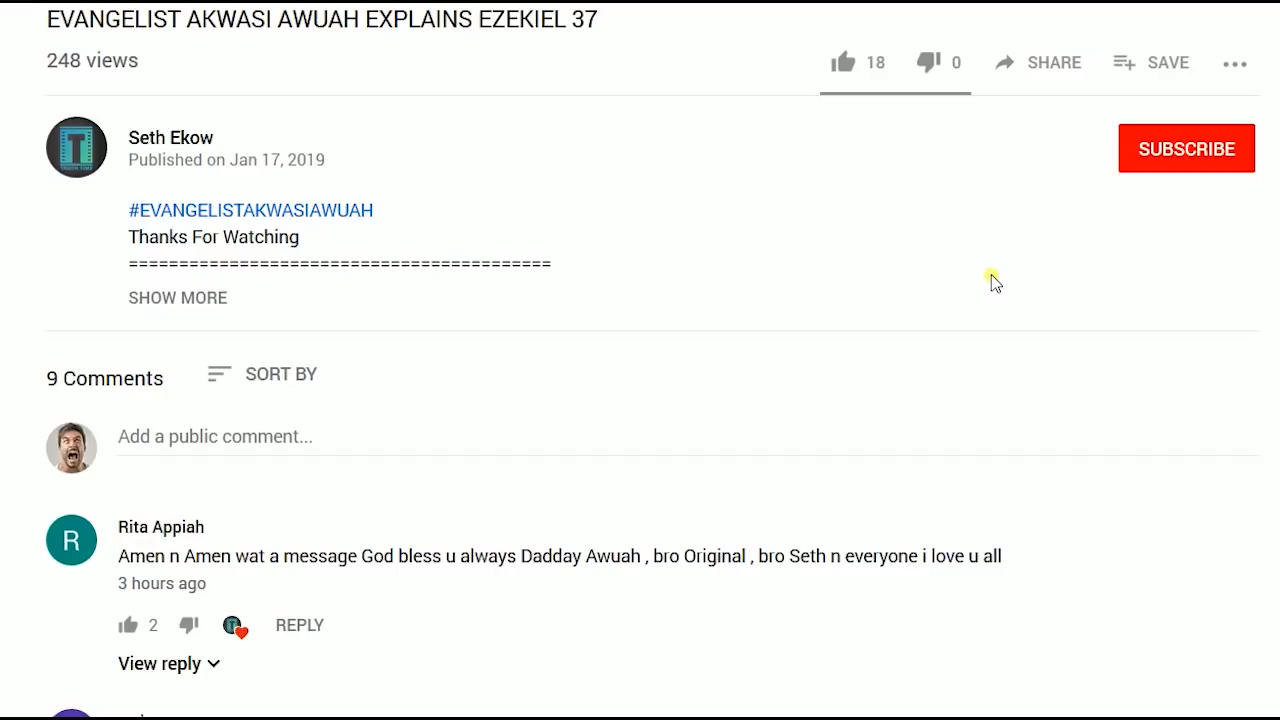 EVANGELIST AKWASI AWUAH EXPLAINS EZEKIEL 37
248 views
18 0 SHARE SAVE
Seth Ekow
Published on Jan 17, 2019
SUBSCRIBE
#EVANGELISTAKWASIAWUAH
Thanks For Watching
==========================================
SHOW MORE
9 Comments SORT BY
Add a public comment...
R
Rita Appiah
Amen n Amen wat a message God bless u always Dadday Awuah , bro Original , bro Seth n everyone i love u all
3 hours ago
2 REPLY
View reply